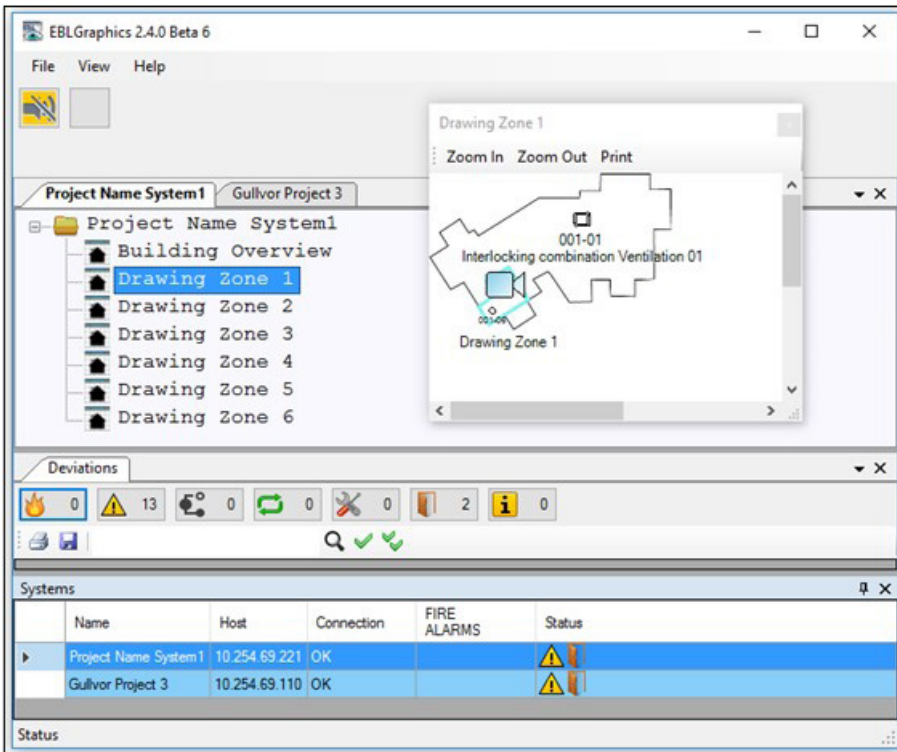 EBLGraphics 2.4.0 Beta 6
File View Help
Drawing Zone 1
Zoom In Zoom Out Print
Project Name System1 Gullvor Project 3
Project Name System1
Building Overview
Drawing Zone 1
Drawing Zone 2
Drawing Zone 3
Drawing Zone 4
Drawing Zone 5
Drawing Zone 6
001-01
Interlocking combination Ventilation 01
Drawing Zone 1
Deviations
0 13 0 0 0 2 0
Systems
Name Host Connection FIRE ALARMS Status
Project Name System1 10.254.69.221 OK
Gullvor Project 3 10.254.69.110 OK
Status